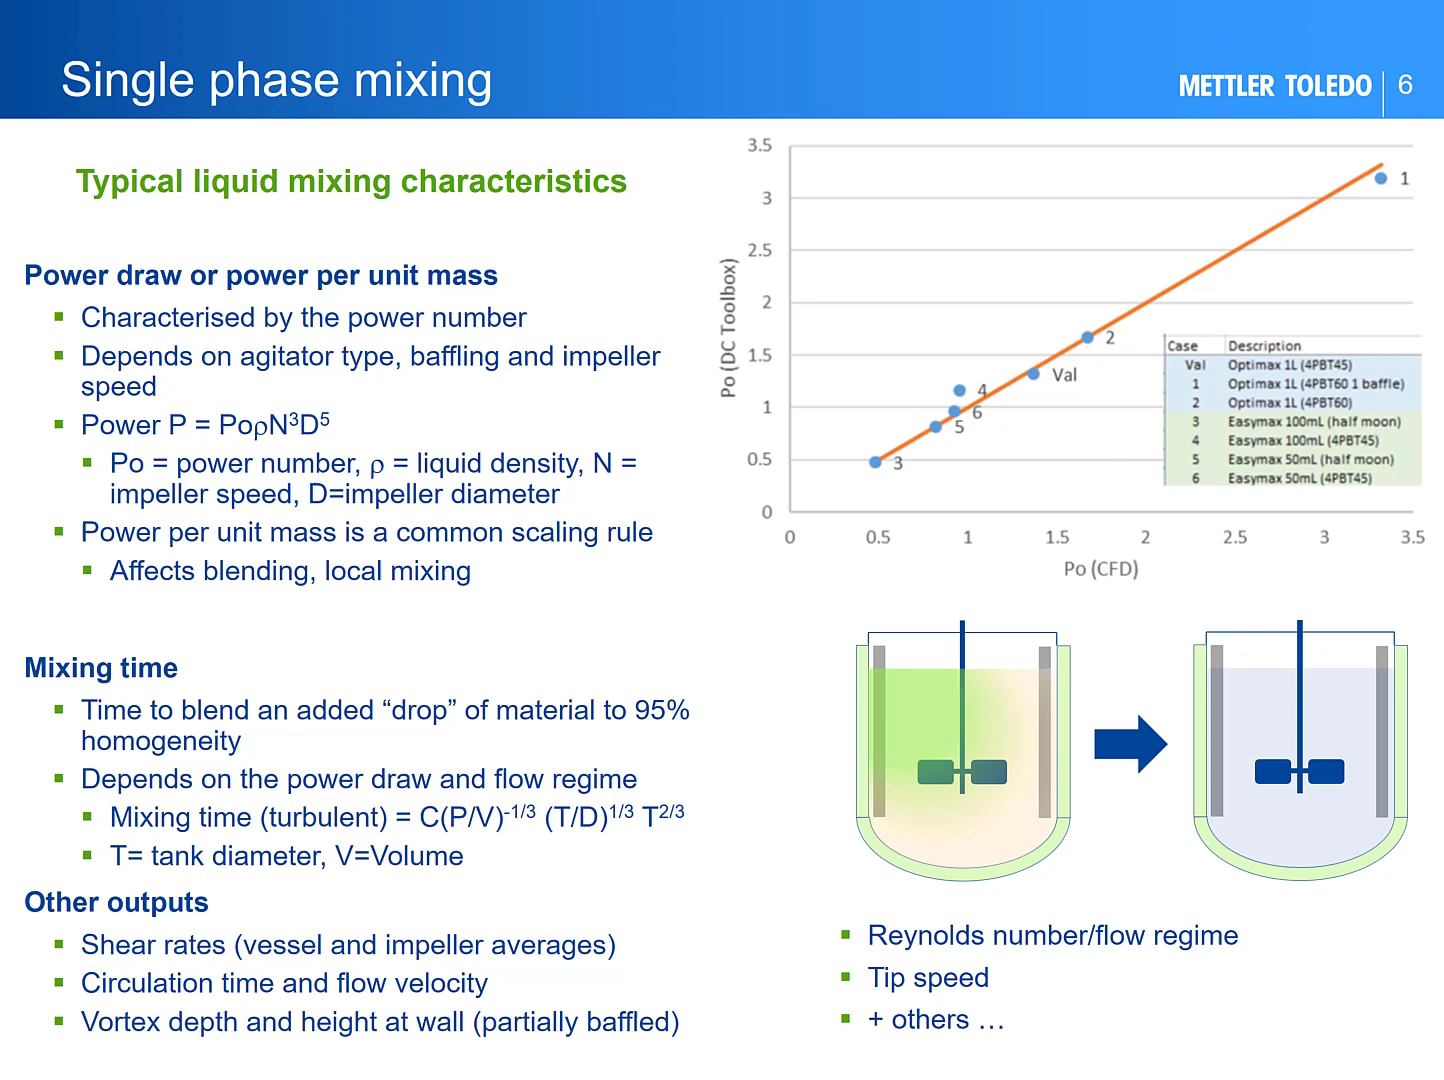 Single phase mixing
METTLER TOLEDO 6
Typical liquid mixing characteristics
Power draw or power per unit mass
Characterised by the power number
Depends on agitator type, baffling and impeller
speed
Power P = PoρN³D⁵
Po = power number, ρ = liquid density, N =
impeller speed, D=impeller diameter
Power per unit mass is a common scaling rule
Affects blending, local mixing
Mixing time
Time to blend an added “drop” of material to 95%
homogeneity
Depends on the power draw and flow regime
Mixing time (turbulent) = C(P/V)⁻¹/³ (T/D)¹/³ T²/³
T= tank diameter, V=Volume
Other outputs
Shear rates (vessel and impeller averages)
Circulation time and flow velocity
Vortex depth and height at wall (partially baffled)
3.5
3
2.5
2
1.5
1
0.5
0
Po (DC Toolbox)
1
2
Val
4
6
5
3
Case Description
Val Optimax 1L (4PBT45)
1 Optimax 1L (4PBT60 1 baffle)
2 Optimax 1L (4PBT60)
3 Easymax 100mL (half moon)
4 Easymax 100mL (4PBT45)
5 Easymax 50mL (half moon)
6 Easymax 50mL (4PBT45)
0 0.5 1 1.5 2 2.5 3 3.5
Po (CFD)
Reynolds number/flow regime
Tip speed
+ others …